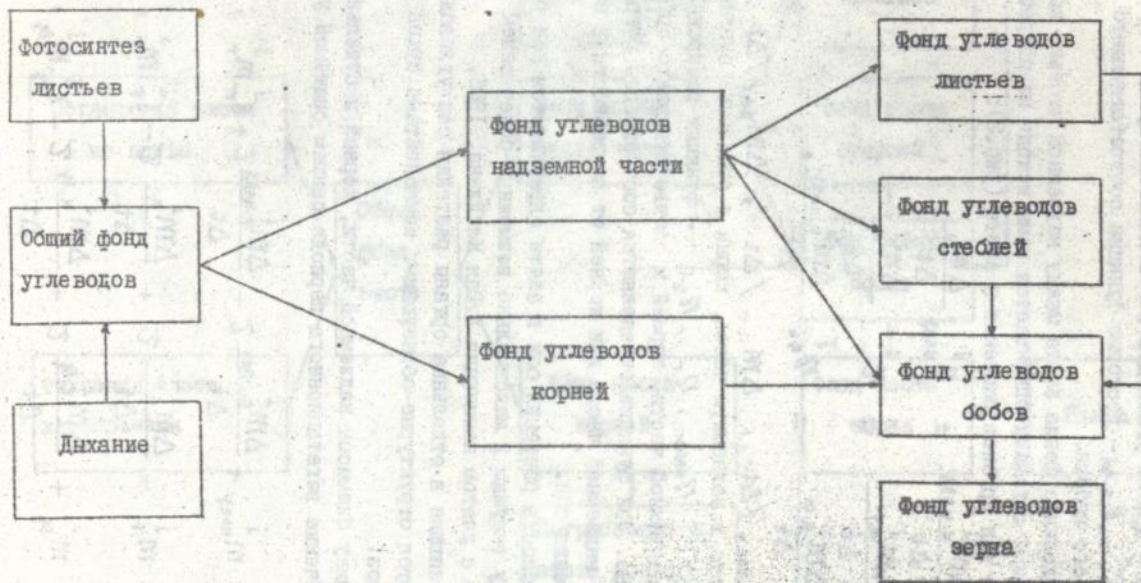 Фотосинтез
листьев
Общий фонд
углеводов
Дыхание
Фонд углеводов
надземной части
Фонд углеводов
корней
Фонд углеводов
листьев
Фонд углеводов
стеблей
Фонд углеводов
бобов
Фонд углеводов
зерна